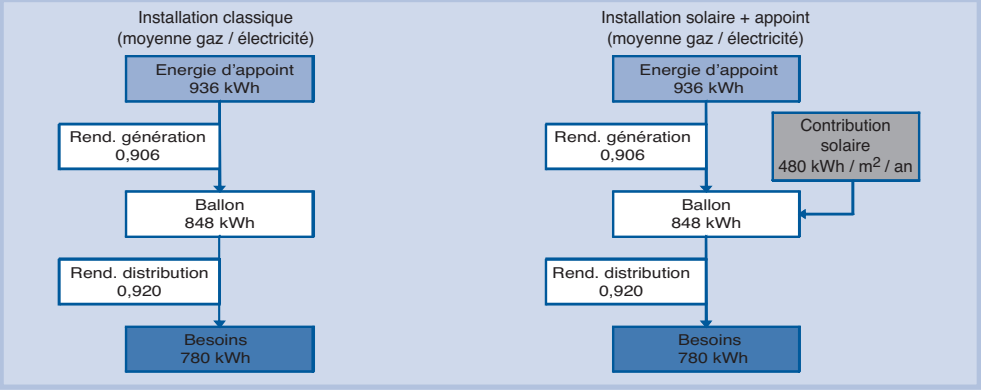 Installation classique
(moyenne gaz / électricité)
Energie d'appoint
936 kWh
Rend. génération
0,906
Ballon
848 kWh
Rend. distribution
0,920
Besoins
780 kWh
Installation solaire + appoint
(moyenne gaz / électricité)
Energie d'appoint
936 kWh
Rend. génération
0,906
Contribution
solaire
480 kWh / m² / an
Ballon
848 kWh
Rend. distribution
0,920
Besoins
780 kWh